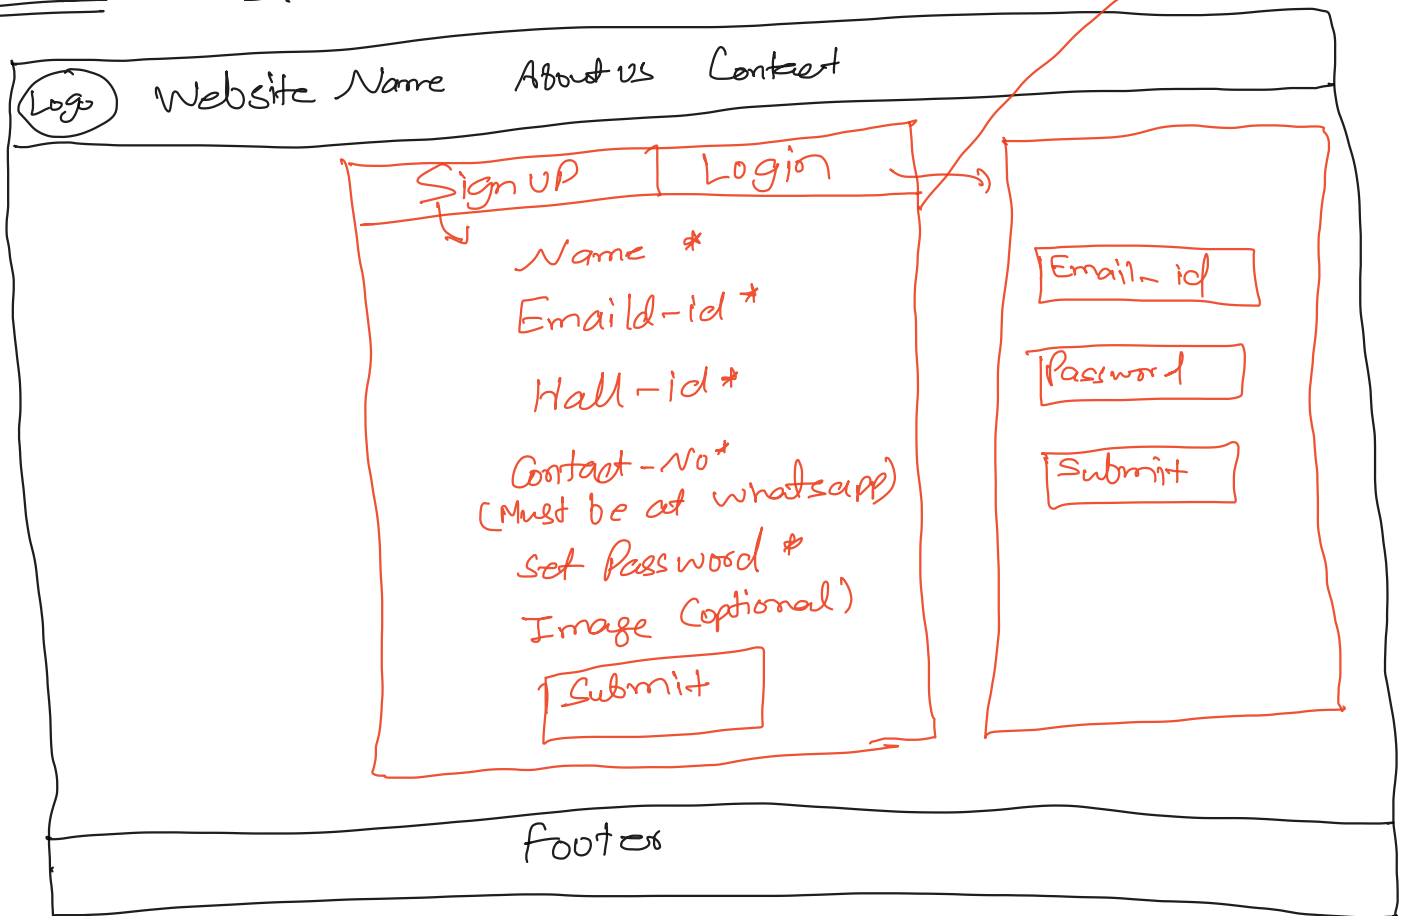 Logo Website Name About us Contact
Sign UP Login
Name *
Emaild-id *
Hall-id *
Contact-No *
(Must be at whatsapp)
Set Password *
Image (optional)
Submit
Email-id
Password
Submit
footer